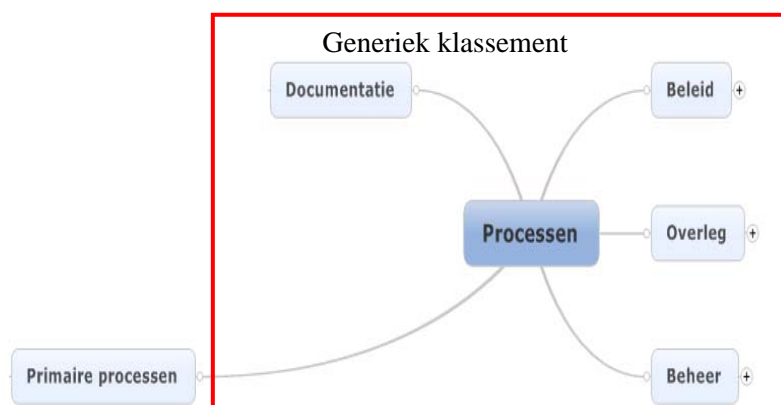 Generiek klassement
Documentatie
Beleid
Processen
Overleg
Primaire processen
Beheer